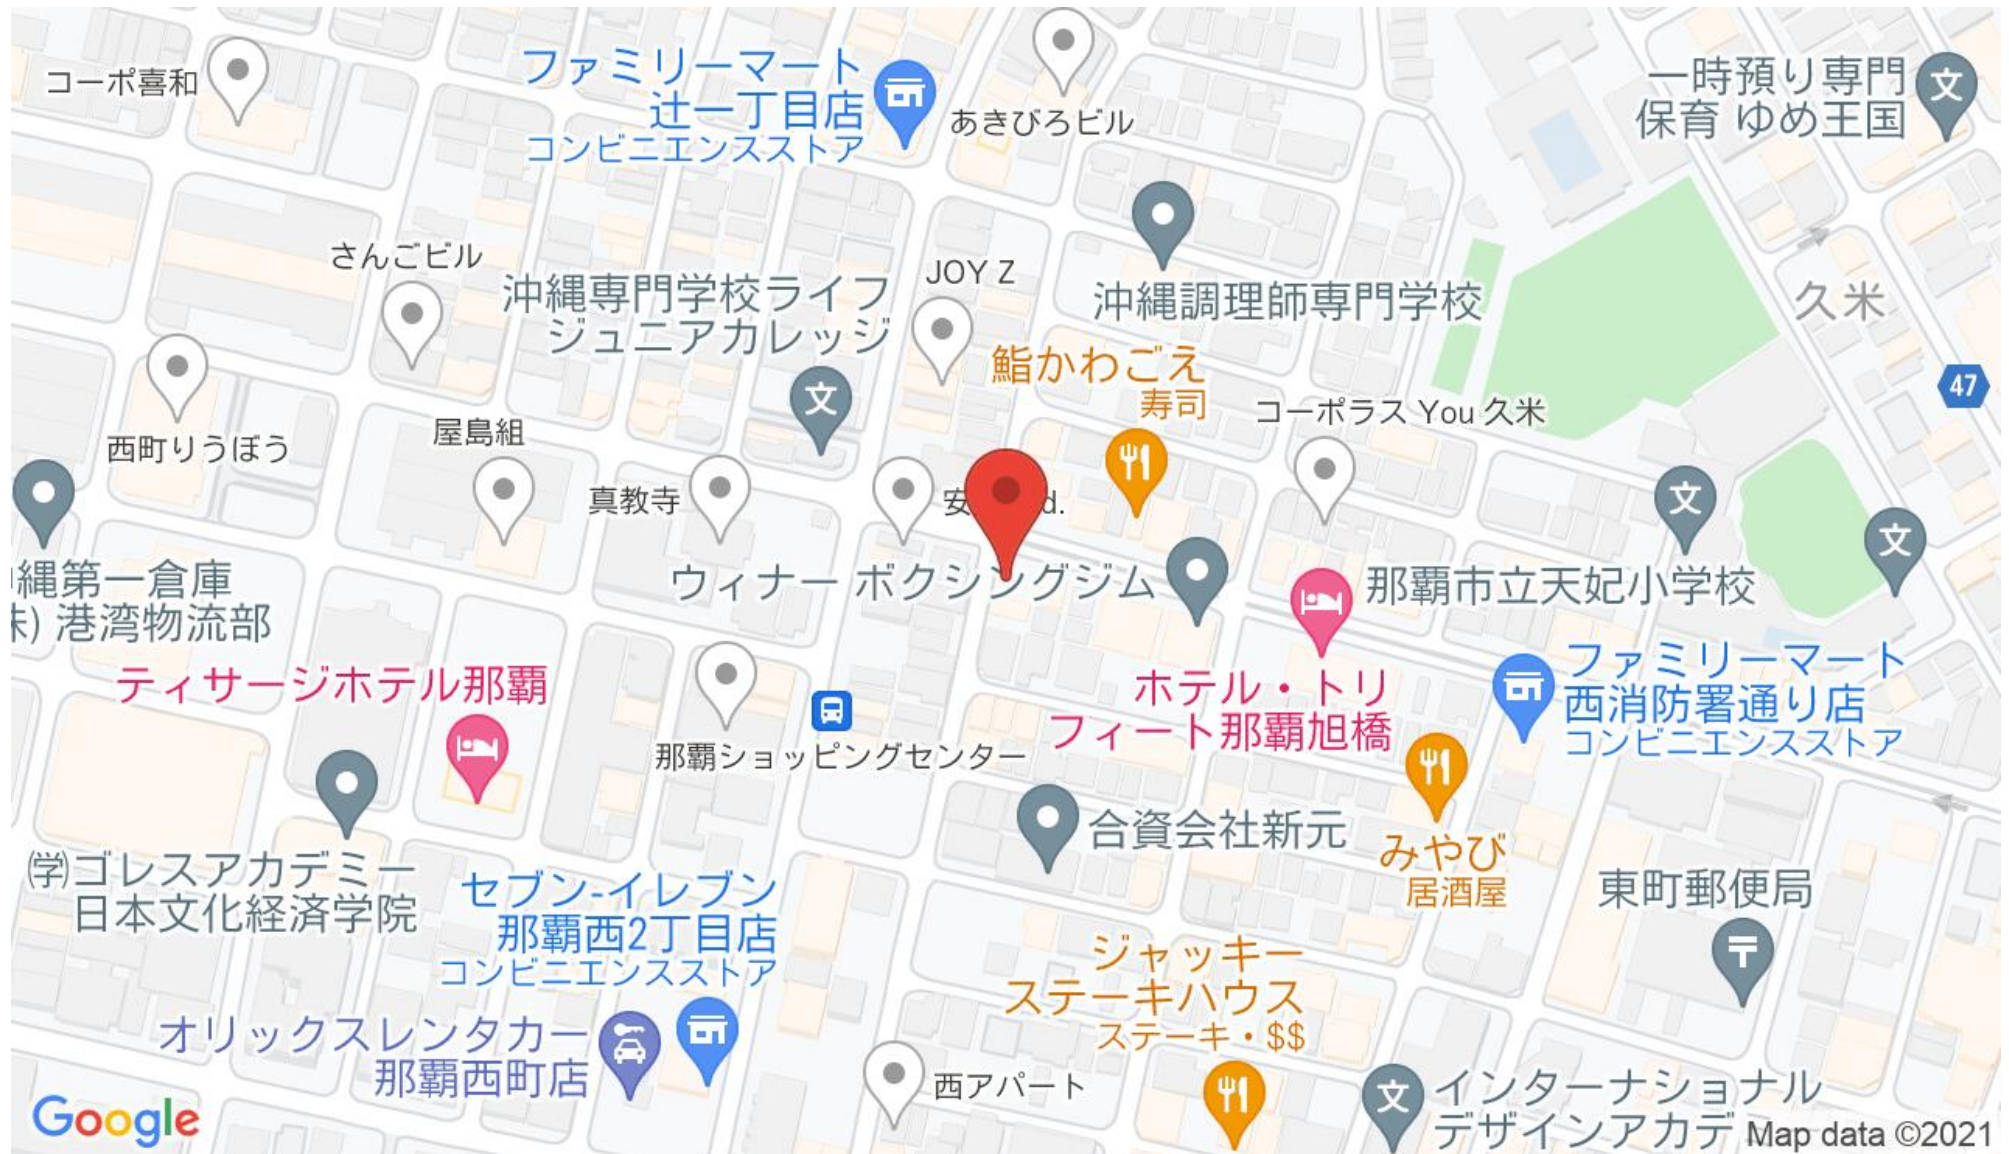 コーポ喜和
ファミリーマート
辻一丁目店
コンビニエンスストア
あきびろビル
一時預り専門
保育 ゆめ王国
さんごビル
沖縄専門学校ライフ
ジュニアカレッジ
JOY Z
沖縄調理師専門学校
久米
鮨かわごえ
寿司
47
コーポラス You 久米
西町りうぼう
屋島組
真教寺
安
d.
縄第一倉庫
株) 港湾物流部
ウィナー ボクシングジム
那覇市立天妃小学校
ティサージホテル那覇
ホテル・トリ
フィート那覇旭橋
ファミリーマート
西消防署通り店
コンビニエンスストア
那覇ショッピングセンター
合資会社新元
みやび
居酒屋
㈻ゴレスアカデミー
日本文化経済学院
セブン-イレブン
那覇西2丁目店
コンビニエンスストア
東町郵便局
ジャッキー
ステーキハウス
ステーキ・$$
オリックスレンタカー
那覇西町店
西アパート
インターナショナル
デザインアカデ
Google
Map data ©2021